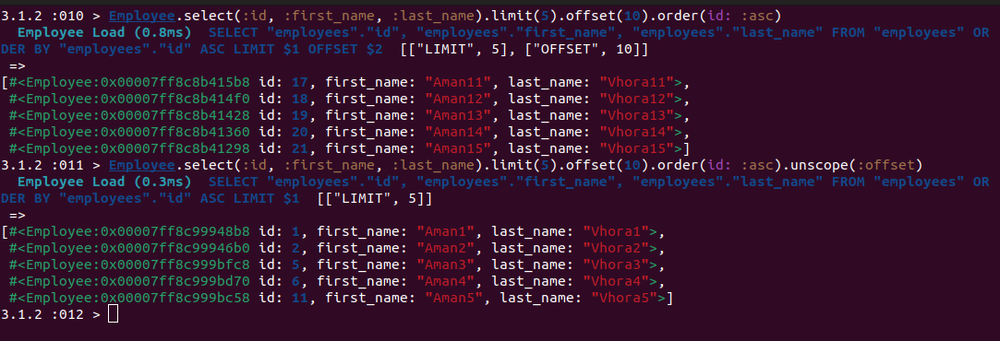 3.1.2 :010 > Employee.select(:id, :first_name, :last_name).limit(5).offset(10).order(id: :asc)
  Employee Load (0.8ms)  SELECT "employees"."id", "employees"."first_name", "employees"."last_name" FROM "employees" OR
DER BY "employees"."id" ASC LIMIT $1 OFFSET $2  [["LIMIT", 5], ["OFFSET", 10]]
 =>
[#<Employee:0x00007ff8c8b415b8 id: 17, first_name: "Aman11", last_name: "Vhora11">,
 #<Employee:0x00007ff8c8b414f0 id: 18, first_name: "Aman12", last_name: "Vhora12">,
 #<Employee:0x00007ff8c8b41428 id: 19, first_name: "Aman13", last_name: "Vhora13">,
 #<Employee:0x00007ff8c8b41360 id: 20, first_name: "Aman14", last_name: "Vhora14">,
 #<Employee:0x00007ff8c8b41298 id: 21, first_name: "Aman15", last_name: "Vhora15">]
3.1.2 :011 > Employee.select(:id, :first_name, :last_name).limit(5).offset(10).order(id: :asc).unscope(:offset)
  Employee Load (0.3ms)  SELECT "employees"."id", "employees"."first_name", "employees"."last_name" FROM "employees" OR
DER BY "employees"."id" ASC LIMIT $1  [["LIMIT", 5]]
 =>
[#<Employee:0x00007ff8c99948b8 id: 1, first_name: "Aman1", last_name: "Vhora1">,
 #<Employee:0x00007ff8c99946b0 id: 2, first_name: "Aman2", last_name: "Vhora2">,
 #<Employee:0x00007ff8c999bfc8 id: 5, first_name: "Aman3", last_name: "Vhora3">,
 #<Employee:0x00007ff8c999bd70 id: 6, first_name: "Aman4", last_name: "Vhora4">,
 #<Employee:0x00007ff8c999bc58 id: 11, first_name: "Aman5", last_name: "Vhora5">]
3.1.2 :012 >